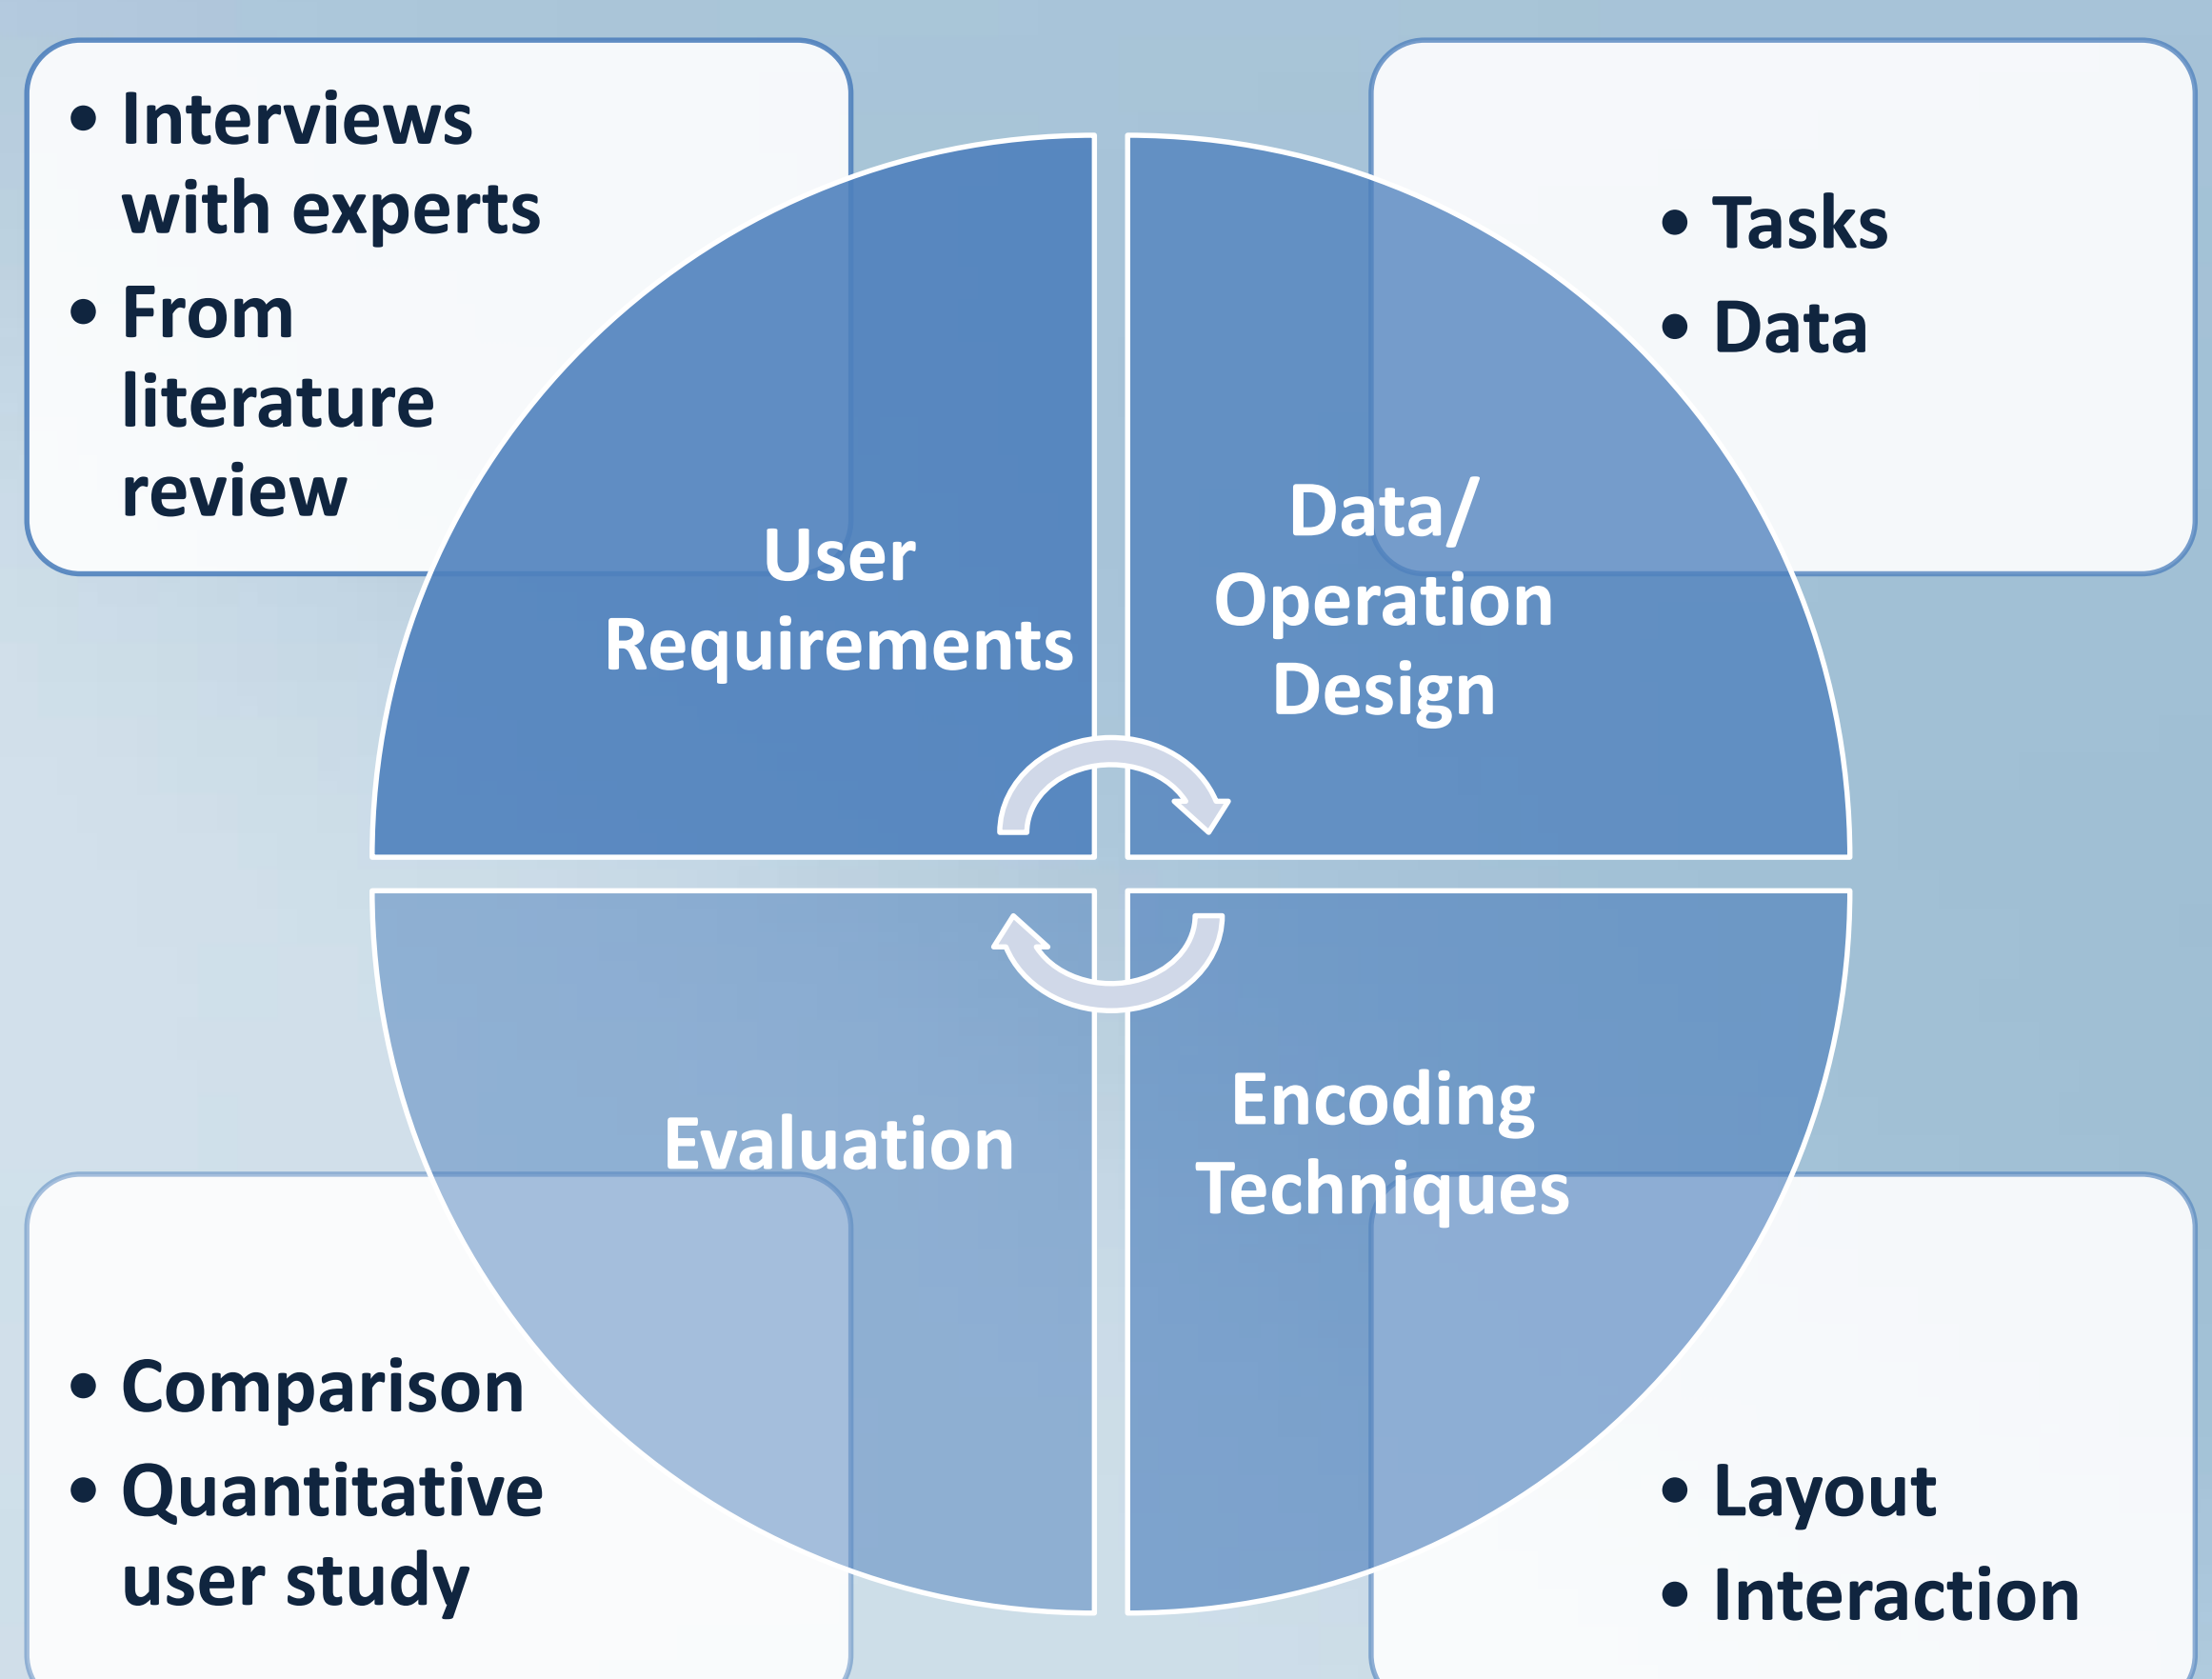 • Interviews
with experts
• From
literature
review
User
Requirements
• Tasks
• Data
Data/
Operation
Design
Evaluation
• Comparison
• Quantitative
user study
Encoding
Techniques
• Layout
• Interaction